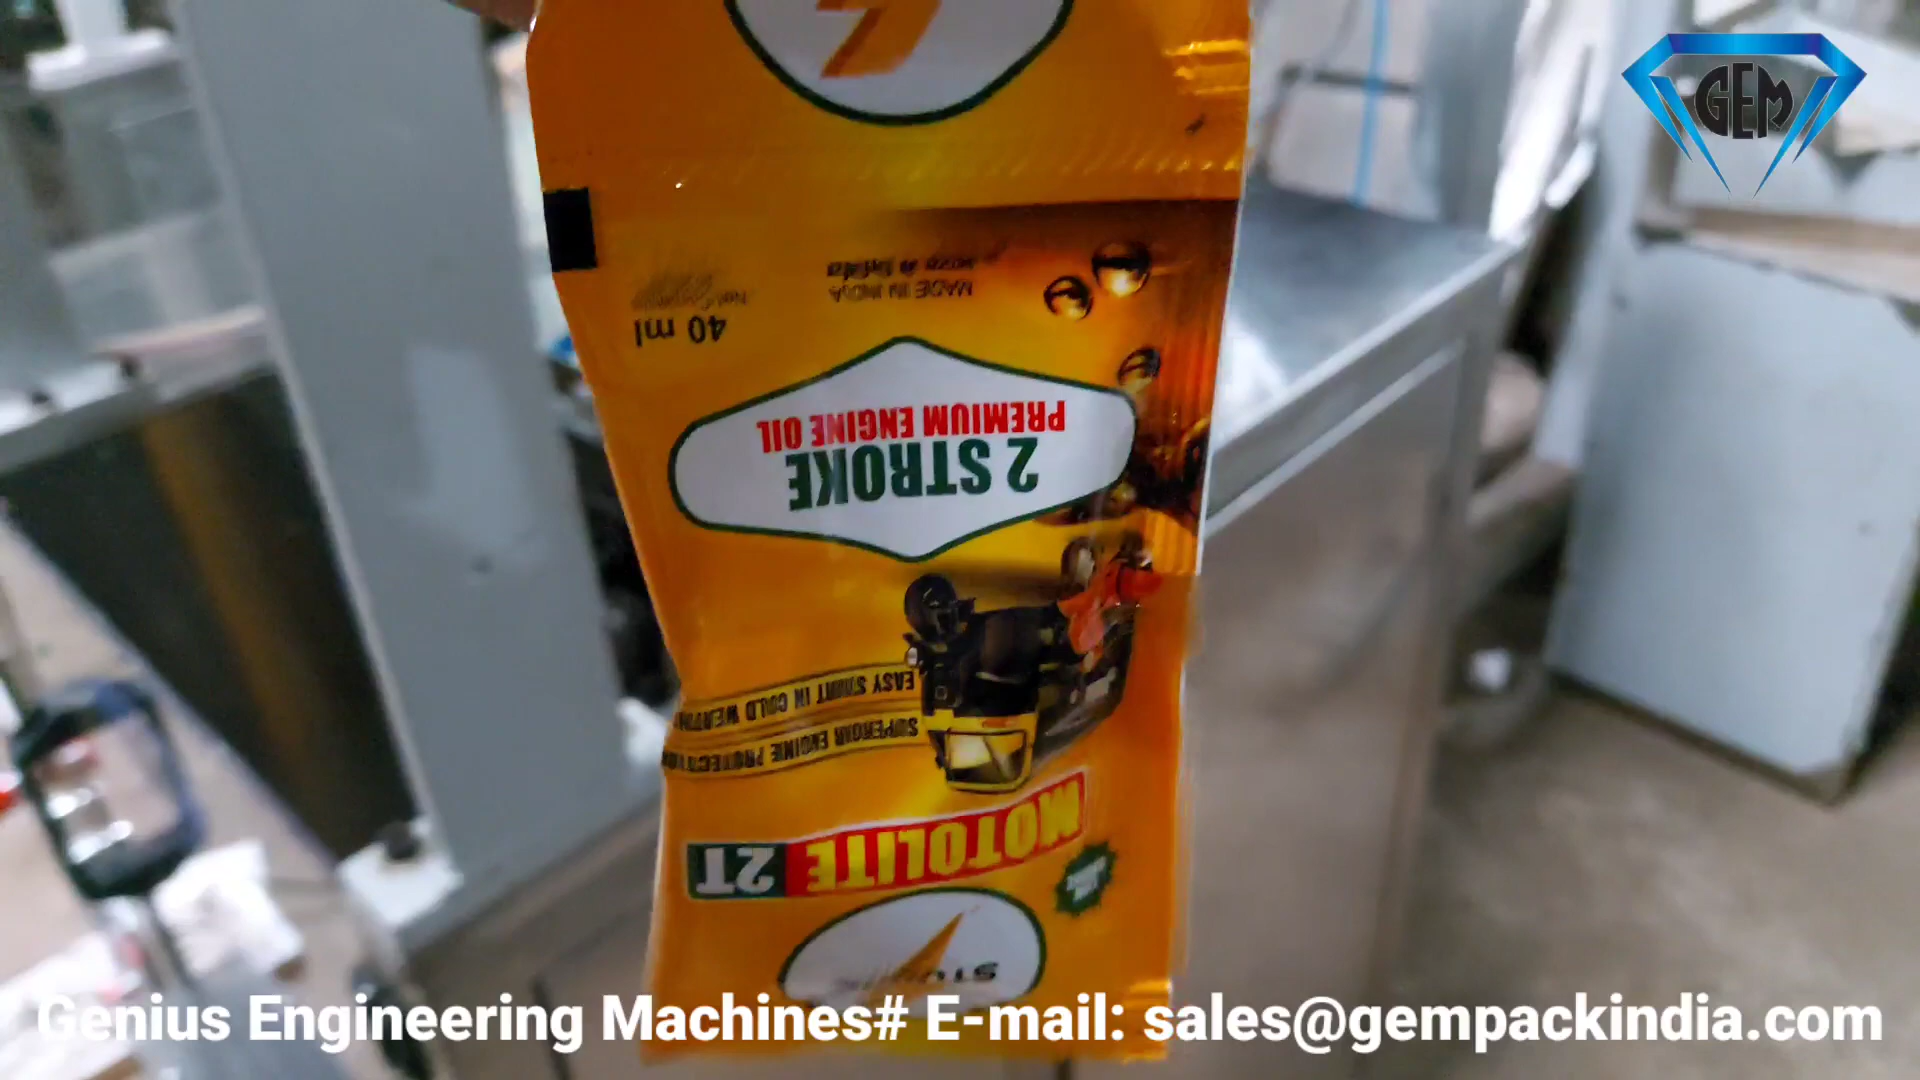 GEM
MOTOLITE 2T
SUPERIOR ENGINE PROTECTION
EASY START IN COLD
2 STROKE
PREMIUM ENGINE OIL
40 ml
MADE IN INDIA
Genius Engineering Machines# E-mail: sales@gempackindia.com